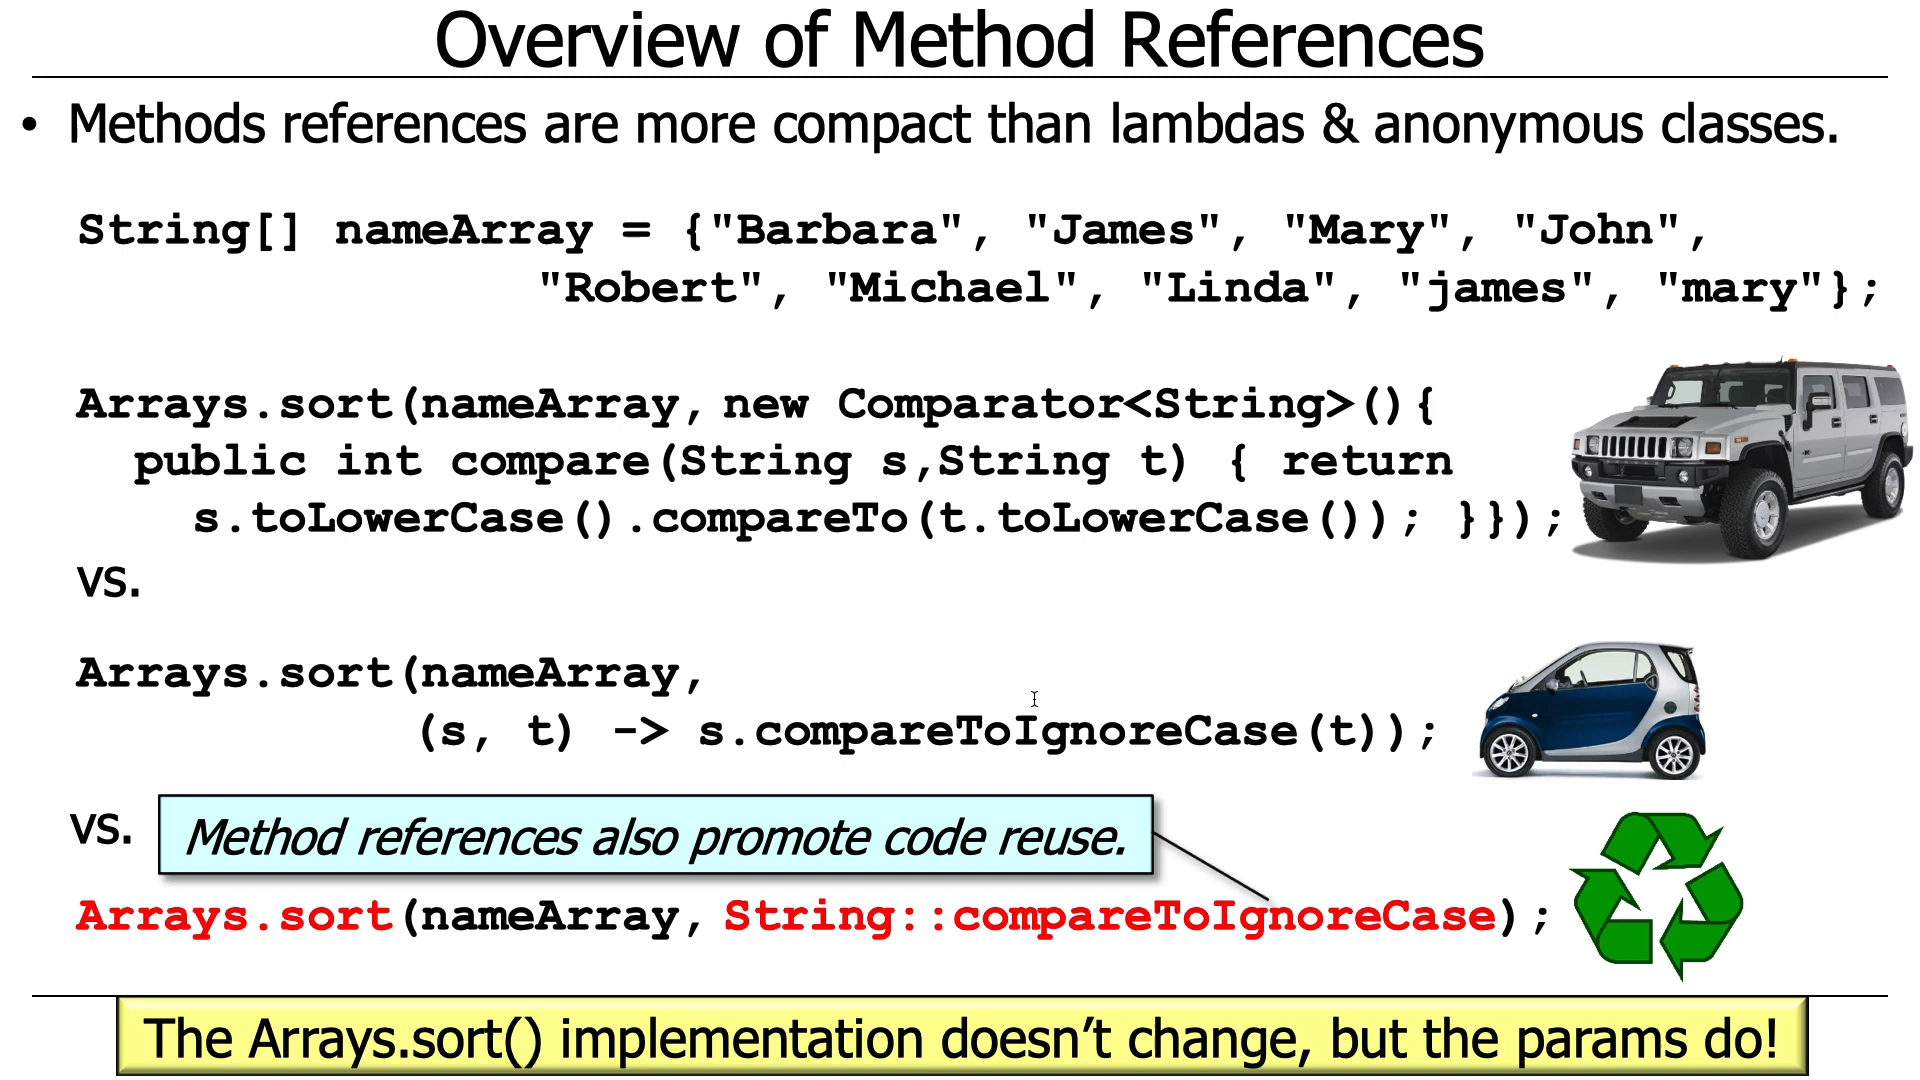 Overview of Method References
• Methods references are more compact than lambdas & anonymous classes.
String[] nameArray = {"Barbara", "James", "Mary", "John",
"Robert", "Michael", "Linda", "james", "mary"};
Arrays.sort(nameArray, new Comparator<String>(){
public int compare(String s,String t) { return
s.toLowerCase().compareTo(t.toLowerCase()); }});
vs.
Arrays.sort(nameArray,
(s, t) -> s.compareToIgnoreCase(t));
vs.
Method references also promote code reuse.
Arrays.sort(nameArray, String::compareToIgnoreCase);
The Arrays.sort() implementation doesn’t change, but the params do!